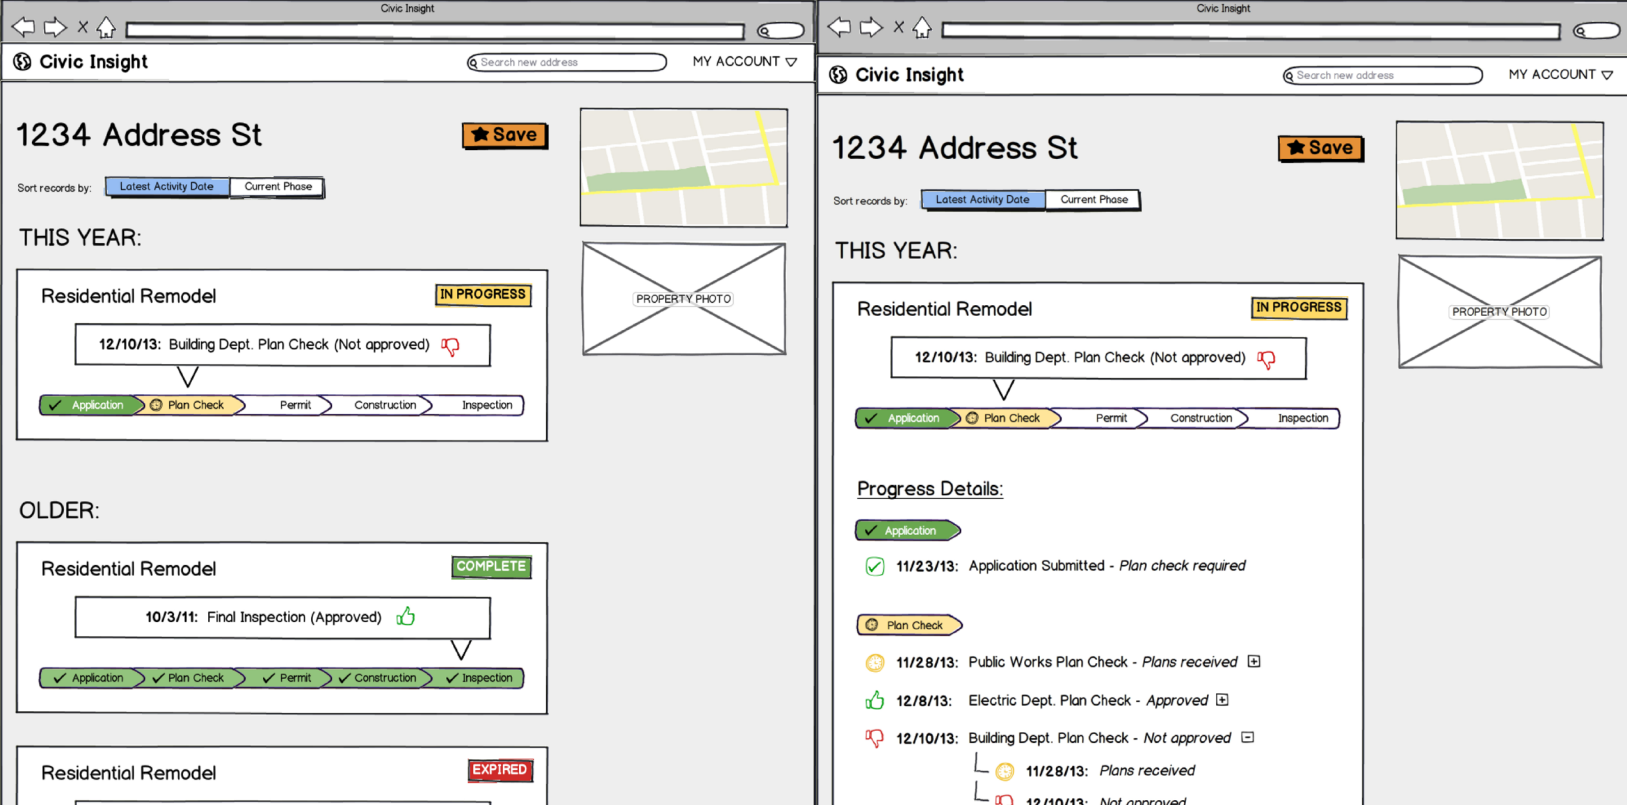 Civic Insight
Civic Insight
Search new address
MY ACCOUNT
1234 Address St
Save
Sort records by:
Latest Activity Date
Current Phase
THIS YEAR:
Residential Remodel
IN PROGRESS
12/10/13: Building Dept. Plan Check (Not approved)
Application
Plan Check
Permit
Construction
Inspection
PROPERTY PHOTO
OLDER:
Residential Remodel
COMPLETE
10/3/11: Final Inspection (Approved)
Application
Plan Check
Permit
Construction
Inspection
Residential Remodel
EXPIRED
Civic Insight
Civic Insight
Search new address
MY ACCOUNT
1234 Address St
Save
Sort records by:
Latest Activity Date
Current Phase
THIS YEAR:
Residential Remodel
IN PROGRESS
12/10/13: Building Dept. Plan Check (Not approved)
Application
Plan Check
Permit
Construction
Inspection
PROPERTY PHOTO
Progress Details:
Application
11/23/13: Application Submitted - Plan check required
Plan Check
11/28/13: Public Works Plan Check - Plans received
12/8/13: Electric Dept. Plan Check - Approved
12/10/13: Building Dept. Plan Check - Not approved
11/28/13: Plans received
12/10/13: Not approved